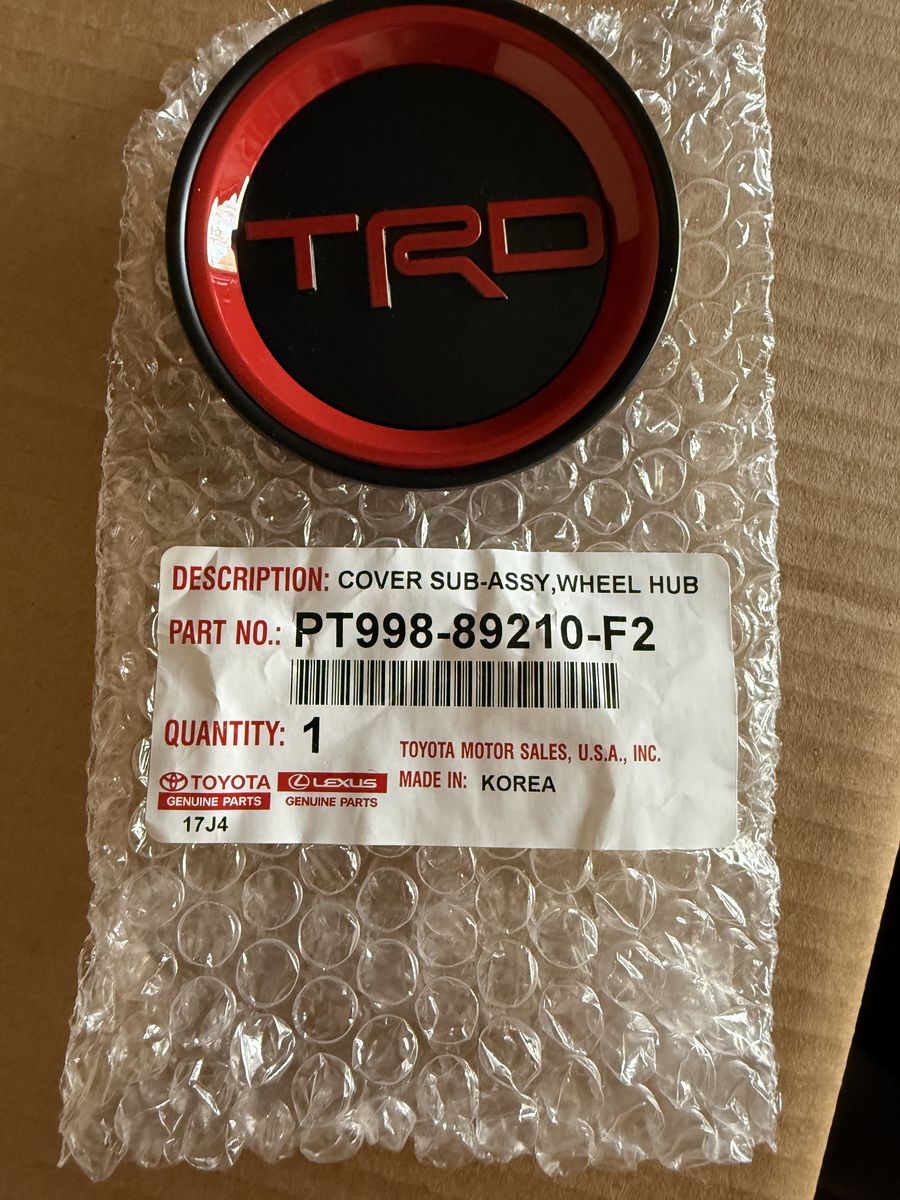 TRD
DESCRIPTION: COVER SUB-ASSY,WHEEL HUB
PART NO.: PT998-89210-F2
QUANTITY: 1
TOYOTA MOTOR SALES, U.S.A., INC.
TOYOTA LEXUS MADE IN: KOREA
GENUINE PARTS GENUINE PARTS
17J4